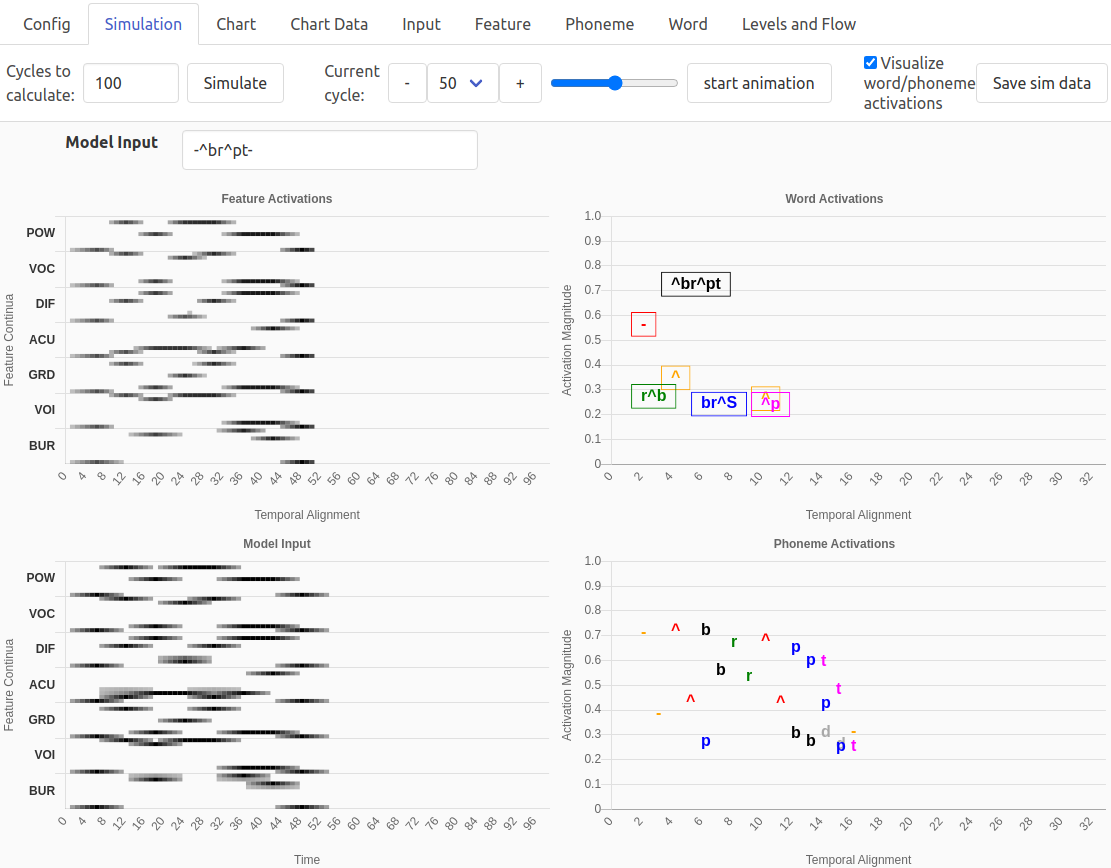 Config Simulation Chart Chart Data Input Feature Phoneme Word Levels and Flow
Cycles to calculate: 100 Simulate Current cycle: - 50 + start animation Visualize word/phoneme activations Save sim data
Model Input -^br^pt-
Feature Activations
Feature Continua
POW
VOC
DIF
ACU
GRD
VOI
BUR
0 4 8 12 16 20 24 28 32 36 40 44 48 52 56 60 64 68 72 76 80 84 88 92 96
Temporal Alignment
Word Activations
Activation Magnitude
1.0
0.9
0.8
0.7
0.6
0.5
0.4
0.3
0.2
0.1
0
^br^pt
-
^
r^b
br^S
^p
0 2 4 6 8 10 12 14 16 18 20 22 24 26 28 30 32
Temporal Alignment
Model Input
Feature Continua
POW
VOC
DIF
ACU
GRD
VOI
BUR
0 4 8 12 16 20 24 28 32 36 40 44 48 52 56 60 64 68 72 76 80 84 88 92 96
Time
Phoneme Activations
Activation Magnitude
1.0
0.9
0.8
0.7
0.6
0.5
0.4
0.3
0.2
0.1
0
- ^ b r ^ p p t
b r t
^ ^ p
-
p b b d -
p t
0 2 4 6 8 10 12 14 16 18 20 22 24 26 28 30 32
Temporal Alignment